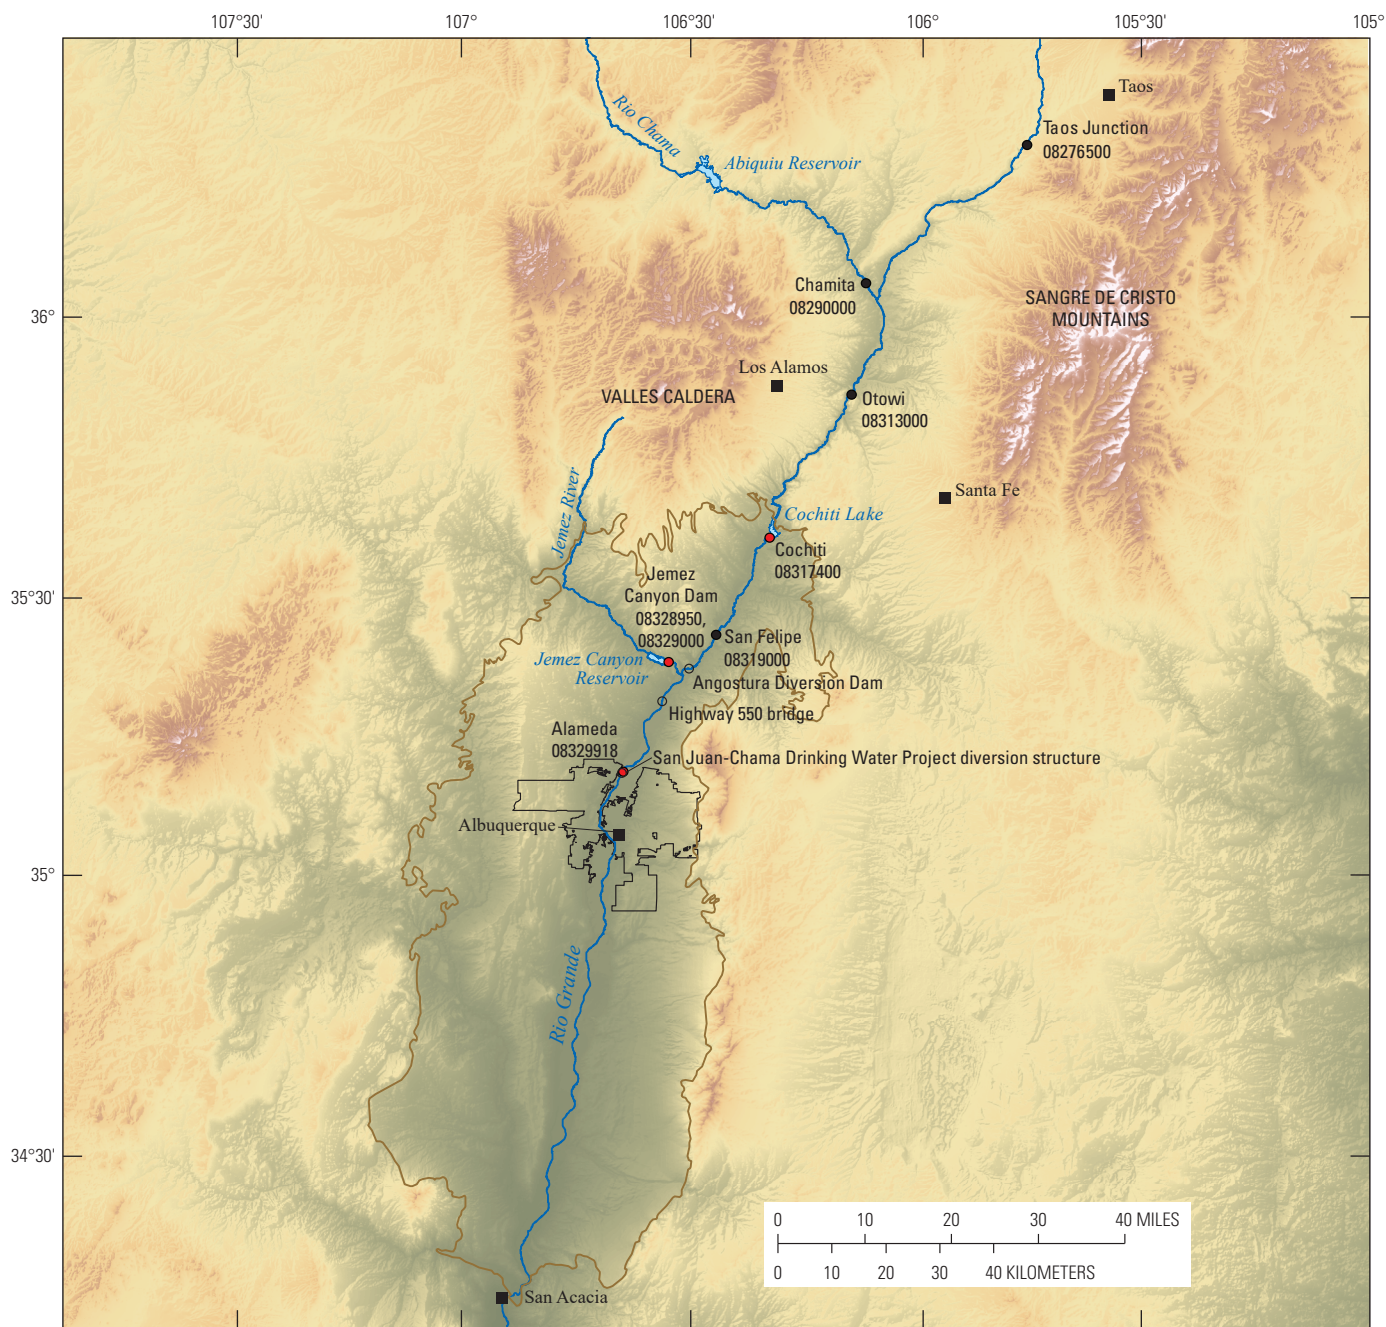 107°30'
107°
106°30'
106°
105°30'
105°
Taos
Rio Chama
Taos Junction
08276500
Abiquiu Reservoir
Chamita
08290000
SANGRE DE CRISTO
MOUNTAINS
36°
Los Alamos
VALLES CALDERA
Otowi
08313000
Jemez River
Santa Fe
Cochiti Lake
Cochiti
08317400
35°30'
Jemez
Canyon Dam
08328950,
08329000
San Felipe
08319000
Jemez Canyon
Reservoir
Angostura Diversion Dam
Highway 550 bridge
Alameda
08329918
San Juan-Chama Drinking Water Project diversion structure
Albuquerque
35°
Rio Grande
34°30'
0 10 20 30 40 MILES
0 10 20 30 40 KILOMETERS
San Acacia